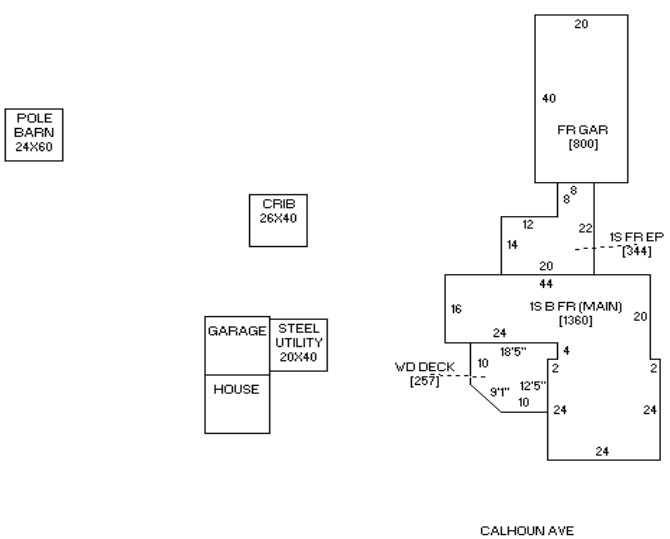 20
40
FR GAR
[800]
POLE
BARN
24X60
8
8
CRIB
26X40
12
22
14
1S FR EP
[344]
20
44
16
1S B FR (MAIN)
[1360]
20
GARAGE
STEEL
UTILITY
20X40
24
18'5"
4
WD DECK
[257]
10
2
2
9'1"
12'5"
10
HOUSE
24
24
24
CALHOUN AVE